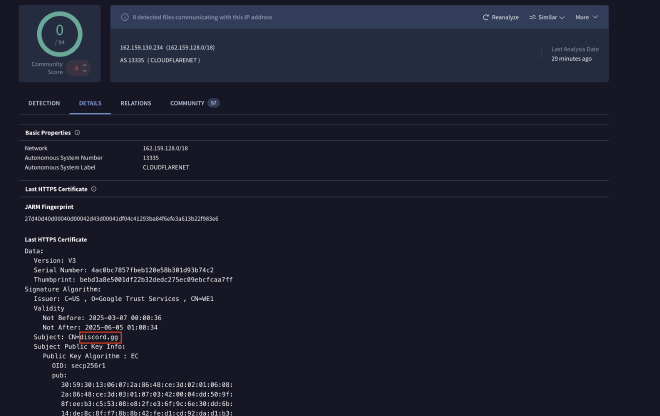 0
/ 94
Community Score
-5
9 detected files communicating with this IP address
Reanalyze
Similar
More
162.159.130.234 (162.159.128.0/18)
AS 13335 ( CLOUDFLARENET )
Last Analysis Date
29 minutes ago
DETECTION
DETAILS
RELATIONS
COMMUNITY 97
Basic Properties
Network 162.159.128.0/18
Autonomous System Number 13335
Autonomous System Label CLOUDFLARENET
Last HTTPS Certificate
JARM Fingerprint
27d40d40d00040d00042d43d00041df04c41293ba84f6efe3a613b22f983e6
Last HTTPS Certificate
Data:
Version: V3
Serial Number: 4ac0bc7857fbeb120e58b301d93b74c2
Thumbprint: bebd1a8e5001df22b32dedc275ec09ebcfcaa7ff
Signature Algorithm:
Issuer: C=US , O=Google Trust Services , CN=WE1
Validity
Not Before: 2025-03-07 00:00:36
Not After: 2025-06-05 01:00:34
Subject: CN=discord.gg
Subject Public Key Info:
Public Key Algorithm : EC
OID: secp256r1
pub:
30:59:30:13:06:07:2a:86:48:ce:3d:02:01:06:08:
2a:86:48:ce:3d:03:01:07:03:42:00:04:dd:50:9f:
8f:ee:b3:c5:53:08:e8:2f:e3:6f:9c:6e:30:dd:6b:
14:de:8c:8f:f7:8b:8b:42:fe:d1:cd:92:da:d1:b3: